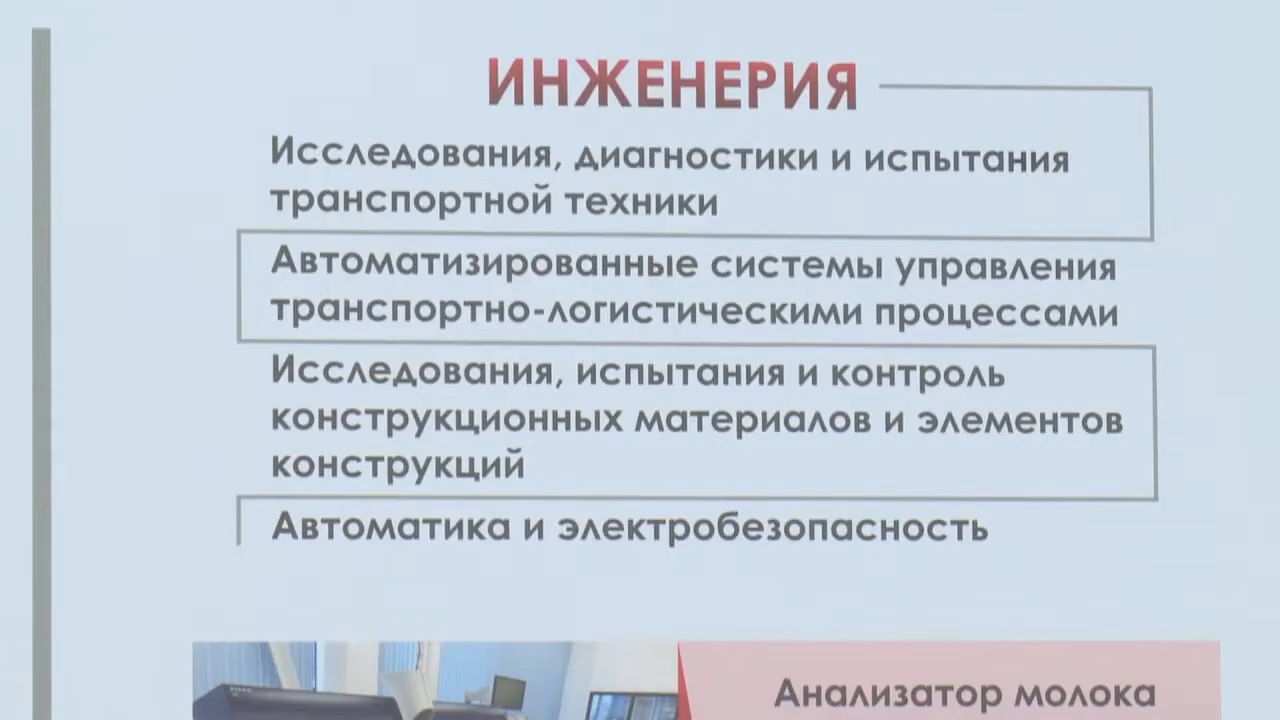 ИНЖЕНЕРИЯ
Исследования, диагностики и испытания
транспортной техники
Автоматизированные системы управления
транспортно-логистическими процессами
Исследования, испытания и контроль
конструкционных материалов и элементов
конструкций
Автоматика и электробезопасность
Анализатор молока